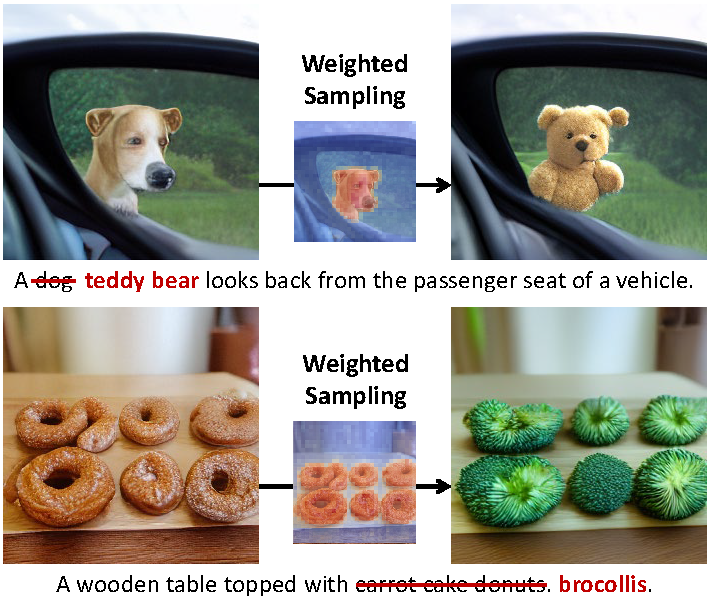 Weighted
Sampling
A dog teddy bear looks back from the passenger seat of a vehicle.
Weighted
Sampling
A wooden table topped with carrot cake donuts. brocollis.